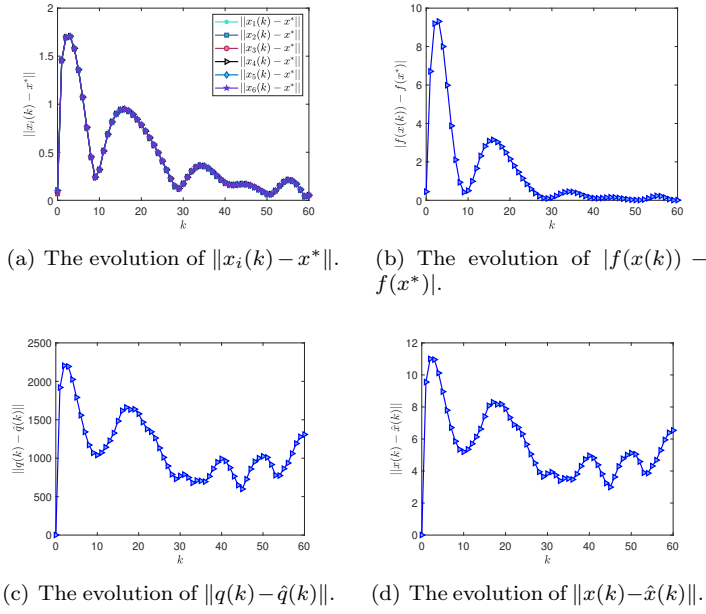 2
1.5
1
0.5
0
||x_i(k) − x*||
0 10 20 30 40 50 60
k
||x_1(k) − x*||
||x_2(k) − x*||
||x_3(k) − x*||
||x_4(k) − x*||
||x_5(k) − x*||
||x_6(k) − x*||
10
8
6
4
2
0
|f(x(k)) − f(x*)|
0 10 20 30 40 50 60
k
(a) The evolution of ‖x_i(k) − x*‖.
(b) The evolution of |f(x(k)) −
f(x*)|.
2500
2000
1500
1000
500
0
||q(k) − q̂(k)||
0 10 20 30 40 50 60
k
12
10
8
6
4
2
0
||x(k) − x̂(k)||
0 10 20 30 40 50 60
k
(c) The evolution of ‖q(k) − q̂(k)‖.
(d) The evolution of ‖x(k) − x̂(k)‖.